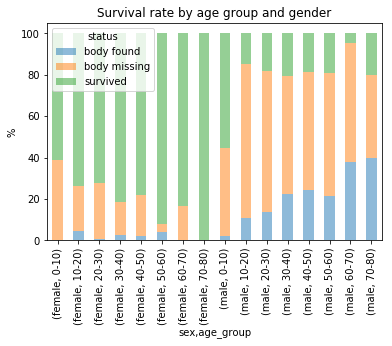 Survival rate by age group and gender
status
body found
body missing
survived
100
80
60
40
20
0
%
(female, 0-10)
(female, 10-20)
(female, 20-30)
(female, 30-40)
(female, 40-50)
(female, 50-60)
(female, 60-70)
(female, 70-80)
(male, 0-10)
(male, 10-20)
(male, 20-30)
(male, 30-40)
(male, 40-50)
(male, 50-60)
(male, 60-70)
(male, 70-80)
sex,age_group